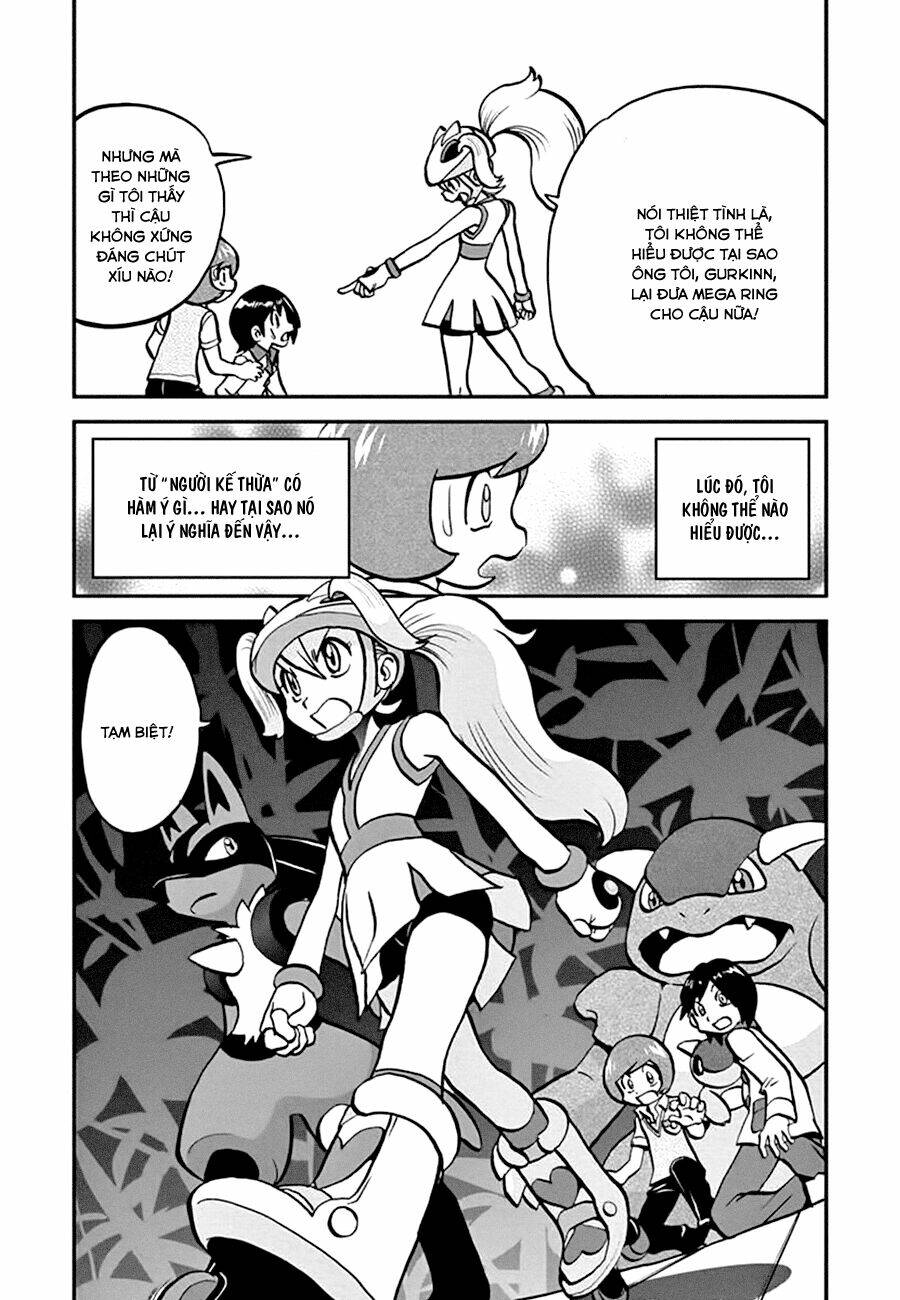 NÓI THIỆT TÌNH LÀ,
TÔI KHÔNG THỂ
HIỂU ĐƯỢC TẠI SAO
ÔNG TÔI, GURKINN,
LẠI ĐƯA MEGA RING
CHO CẬU NỮA!
NHƯNG MÀ
THEO NHỮNG
GÌ TÔI THẤY
THÌ CẬU
KHÔNG XỨNG
ĐÁNG CHÚT
XÍU NÀO!
LÚC ĐÓ, TÔI
KHÔNG THỂ NÀO
HIỂU ĐƯỢC...
TỪ “NGƯỜI KẾ THỪA” CÓ
HÀM Ý GÌ... HAY TẠI SAO NÓ
LẠI Ý NGHĨA ĐẾN VẬY...
TẠM BIỆT!